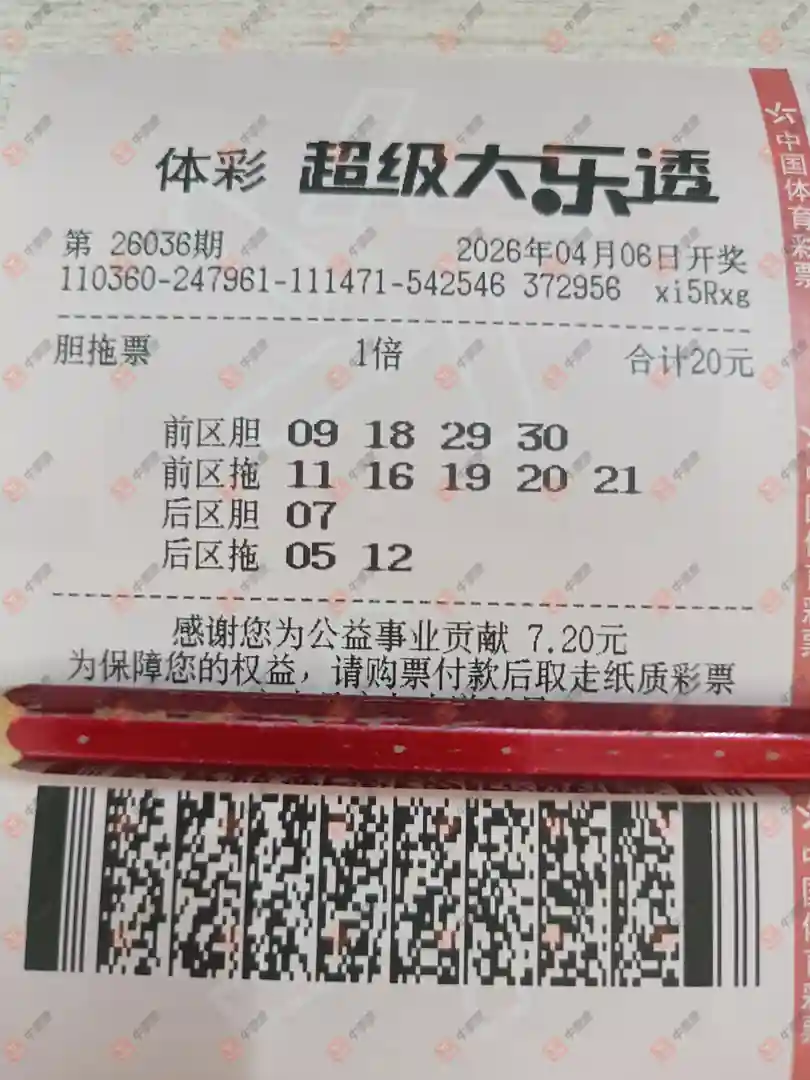 体彩 超级大乐透
第 26036期 2026年04月06日开奖
110360-247961-111471-542546 372956 xi5Rxg
胆拖票 1倍 合计20元
前区胆 09 18 29 30
前区拖 11 16 19 20 21
后区胆 07
后区拖 05 12
感谢您为公益事业贡献 7.20元
为保障您的权益，请购票付款后取走纸质彩票
中国体育彩票